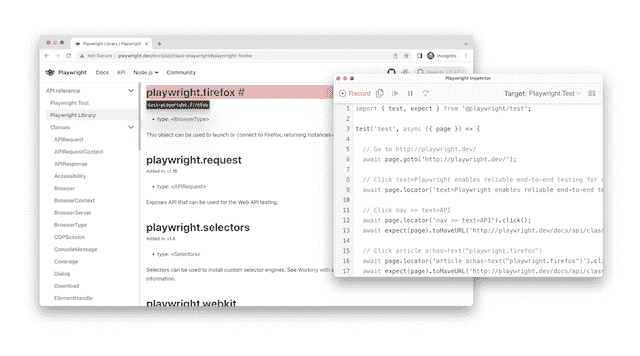 Playwright Library | Playwright
Not Secure | playwright.dev/docs/api/class-playwright#playwright-firefox
Incognito
Playwright Docs API Node.js Community
API reference
Playwright Test
Playwright Library
Classes
APIRequest
APIRequestContext
APIResponse
Accessibility
Browser
BrowserContext
BrowserServer
BrowserType
CDPSession
ConsoleMessage
Coverage
Dialog
Download
ElementHandle
playwright.firefox #
text=playwright.firefox
• type: <BrowserType>
This object can be used to launch or connect to Firefox, returning instances
playwright.request
Added in: v1.16
• type: <APIRequest>
Exposes API that can be used for the Web API testing.
playwright.selectors
Added in: v1.8
• type: <Selectors>
Selectors can be used to install custom selector engines. See Working with
information.
playwright.webkit
Playwright Inspector
Record
Target: Playwright Test
1 import { test, expect } from '@playwright/test';
2
3 test('test', async ({ page }) => {
4
5 // Go to http://playwright.dev/
6 await page.goto('http://playwright.dev/');
7
8 // Click text=Playwright enables reliable end-to-end testing for
9 await page.locator('text=Playwright enables reliable end-to-end te
10
11 // Click nav >> text=API
12 await page.locator('nav >> text=API').click();
13 await expect(page).toHaveURL('http://playwright.dev/docs/api/class
14
15 // Click article a:has-text("playwright.firefox")
16 await page.locator('article a:has-text("playwright.firefox")').cl
17 await expect(page).toHaveURL('http://playwright.dev/docs/api/class